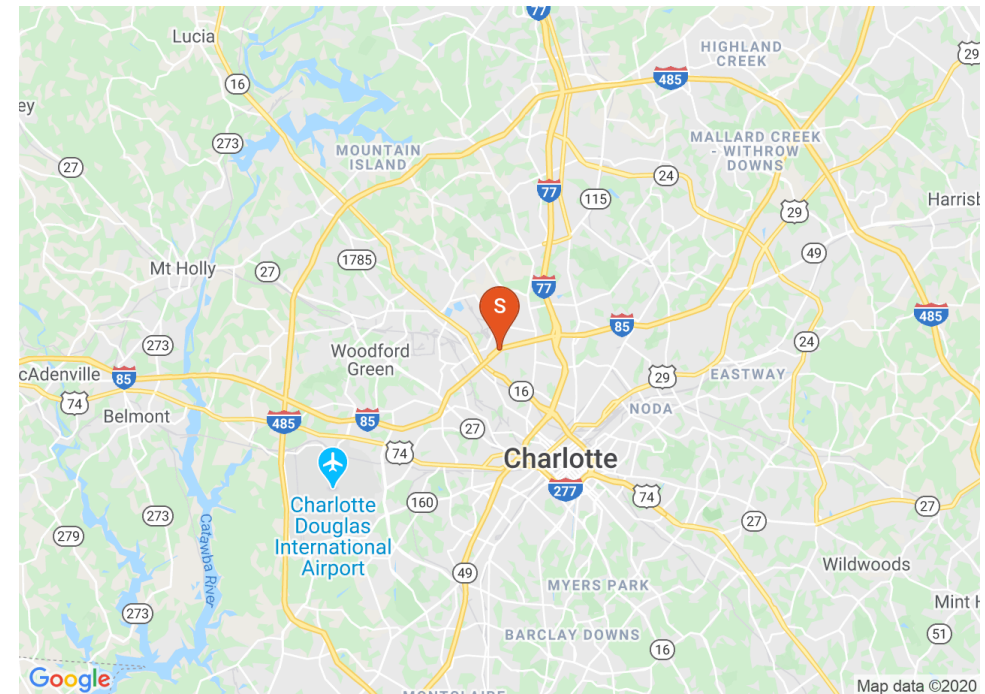 77
Lucia
HIGHLAND
CREEK
29
16
485
ey
273
MALLARD CREEK
- WITHROW
DOWNS
MOUNTAIN
ISLAND
27
24
77
115
Harrisb
29
1785
49
Mt Holly
27
77
S
485
85
273
24
Woodford
Green
cAdenville
85
29
EASTWAY
74
16
Belmont
NODA
485
85
27
74
Charlotte
277
74
160
Charlotte
Douglas
International
Airport
27
27
273
279
Catawba River
Wildwoods
49
MYERS PARK
273
Mint H
BARCLAY DOWNS
51
16
Google
MONTCLAIRE
Map data ©2020